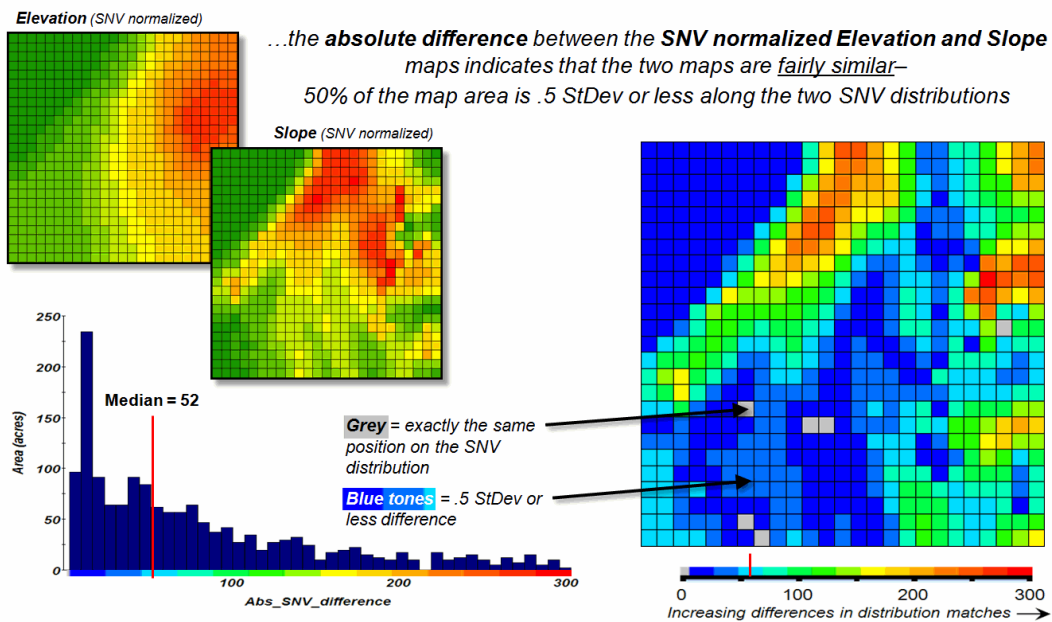 Elevation (SNV normalized)
…the absolute difference between the SNV normalized Elevation and Slope
maps indicates that the two maps are fairly similar–
50% of the map area is .5 StDev or less along the two SNV distributions
Slope (SNV normalized)
250
200
150
100
50
0
Area (acres)
Median = 52
100
200
300
Abs_SNV_difference
Grey = exactly the same
position on the SNV
distribution
Blue tones = .5 StDev or
less difference
0
100
200
300
Increasing differences in distribution matches